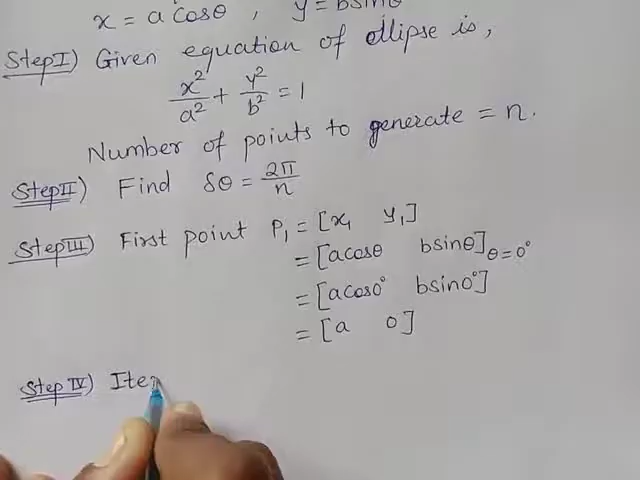 x = a cosθ , y = bsinθ
Step I) Given equation of ellipse is,
x²/a² + y²/b² = 1
Number of points to generate = n.
Step II) Find δθ = 2π/n
Step III) First point P₁ = [x₁ y₁]
= [acosθ bsinθ]θ=0°
= [acos0° bsin0°]
= [a 0]
Step IV) Ite